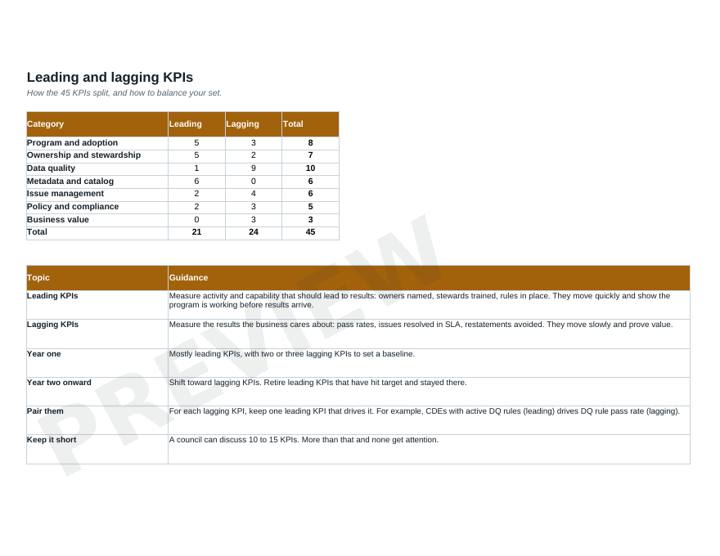 Leading and lagging KPIs
How the 45 KPIs split, and how to balance your set.
Category Leading Lagging Total
Program and adoption 5 3 8
Ownership and stewardship 5 2 7
Data quality 1 9 10
Metadata and catalog 6 0 6
Issue management 2 4 6
Policy and compliance 2 3 5
Business value 0 3 3
Total 21 24 45
Topic Guidance
Leading KPIs Measure activity and capability that should lead to results: owners named, stewards trained, rules in place. They move quickly and show the
program is working before results arrive.
Lagging KPIs Measure the results the business cares about: pass rates, issues resolved in SLA, restatements avoided. They move slowly and prove value.
Year one Mostly leading KPIs, with two or three lagging KPIs to set a baseline.
Year two onward Shift toward lagging KPIs. Retire leading KPIs that have hit target and stayed there.
Pair them For each lagging KPI, keep one leading KPI that drives it. For example, CDEs with active DQ rules (leading) drives DQ rule pass rate (lagging).
Keep it short A council can discuss 10 to 15 KPIs. More than that and none get attention.
PREVIEW